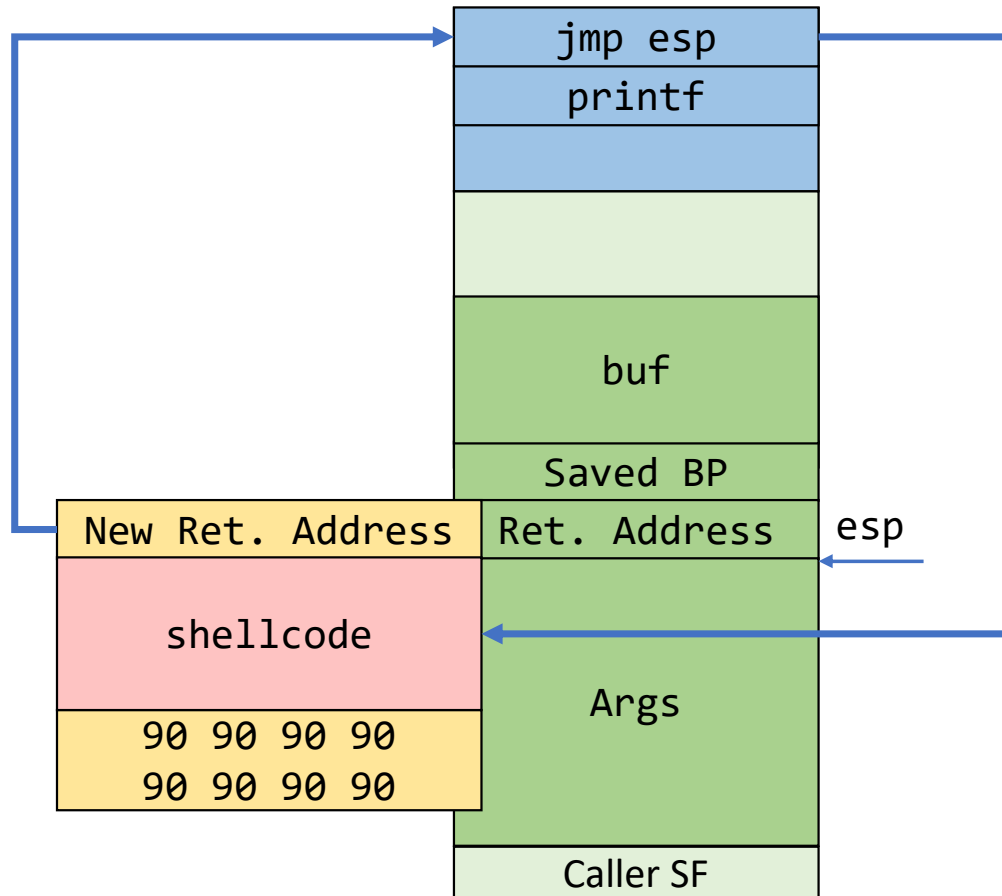 jmp esp
printf
buf
Saved BP
New Ret. Address
Ret. Address
esp
shellcode
Args
90 90 90 90
90 90 90 90
Caller SF